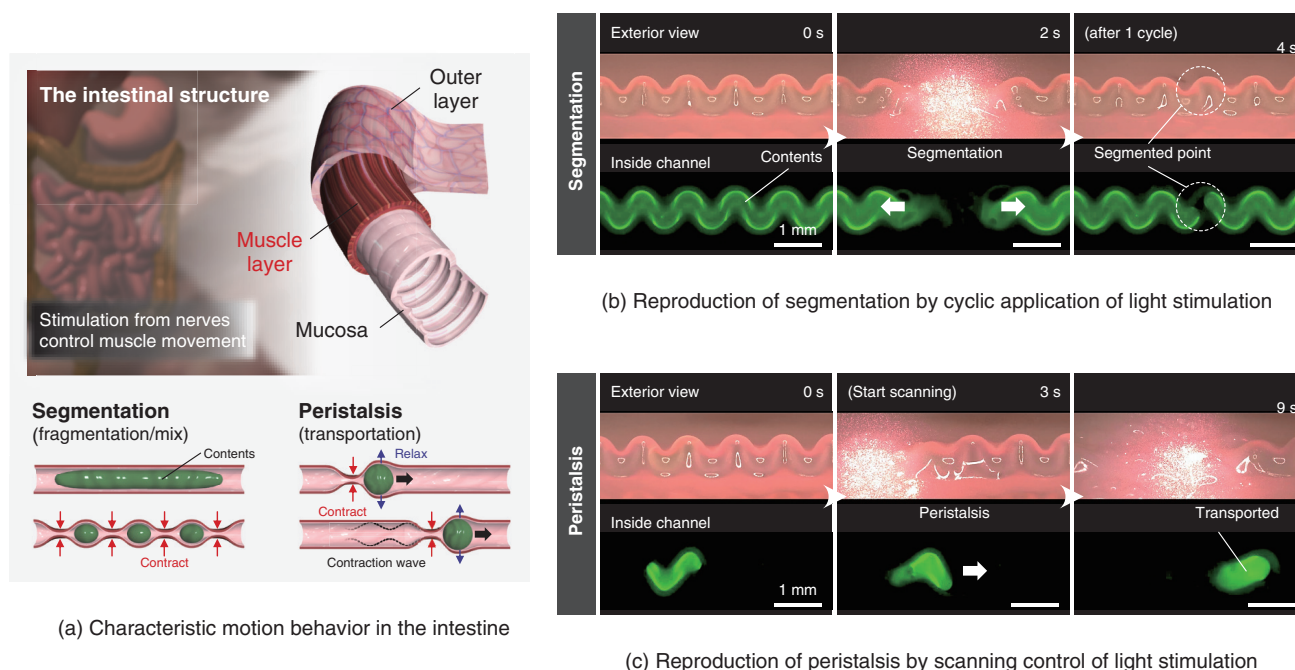 The intestinal structure
Outer
layer
Muscle
layer
Mucosa
Stimulation from nerves
control muscle movement
Segmentation
(fragmentation/mix)
Contents
Contract
Peristalsis
(transportation)
Relax
Contract
Contraction wave
(a) Characteristic motion behavior in the intestine
Segmentation
Exterior view
0 s
2 s
(after 1 cycle)
4 s
Inside channel
Contents
Segmentation
Segmented point
1 mm
(b) Reproduction of segmentation by cyclic application of light stimulation
Peristalsis
Exterior view
0 s
(Start scanning)
3 s
9 s
Inside channel
Peristalsis
Transported
1 mm
(c) Reproduction of peristalsis by scanning control of light stimulation